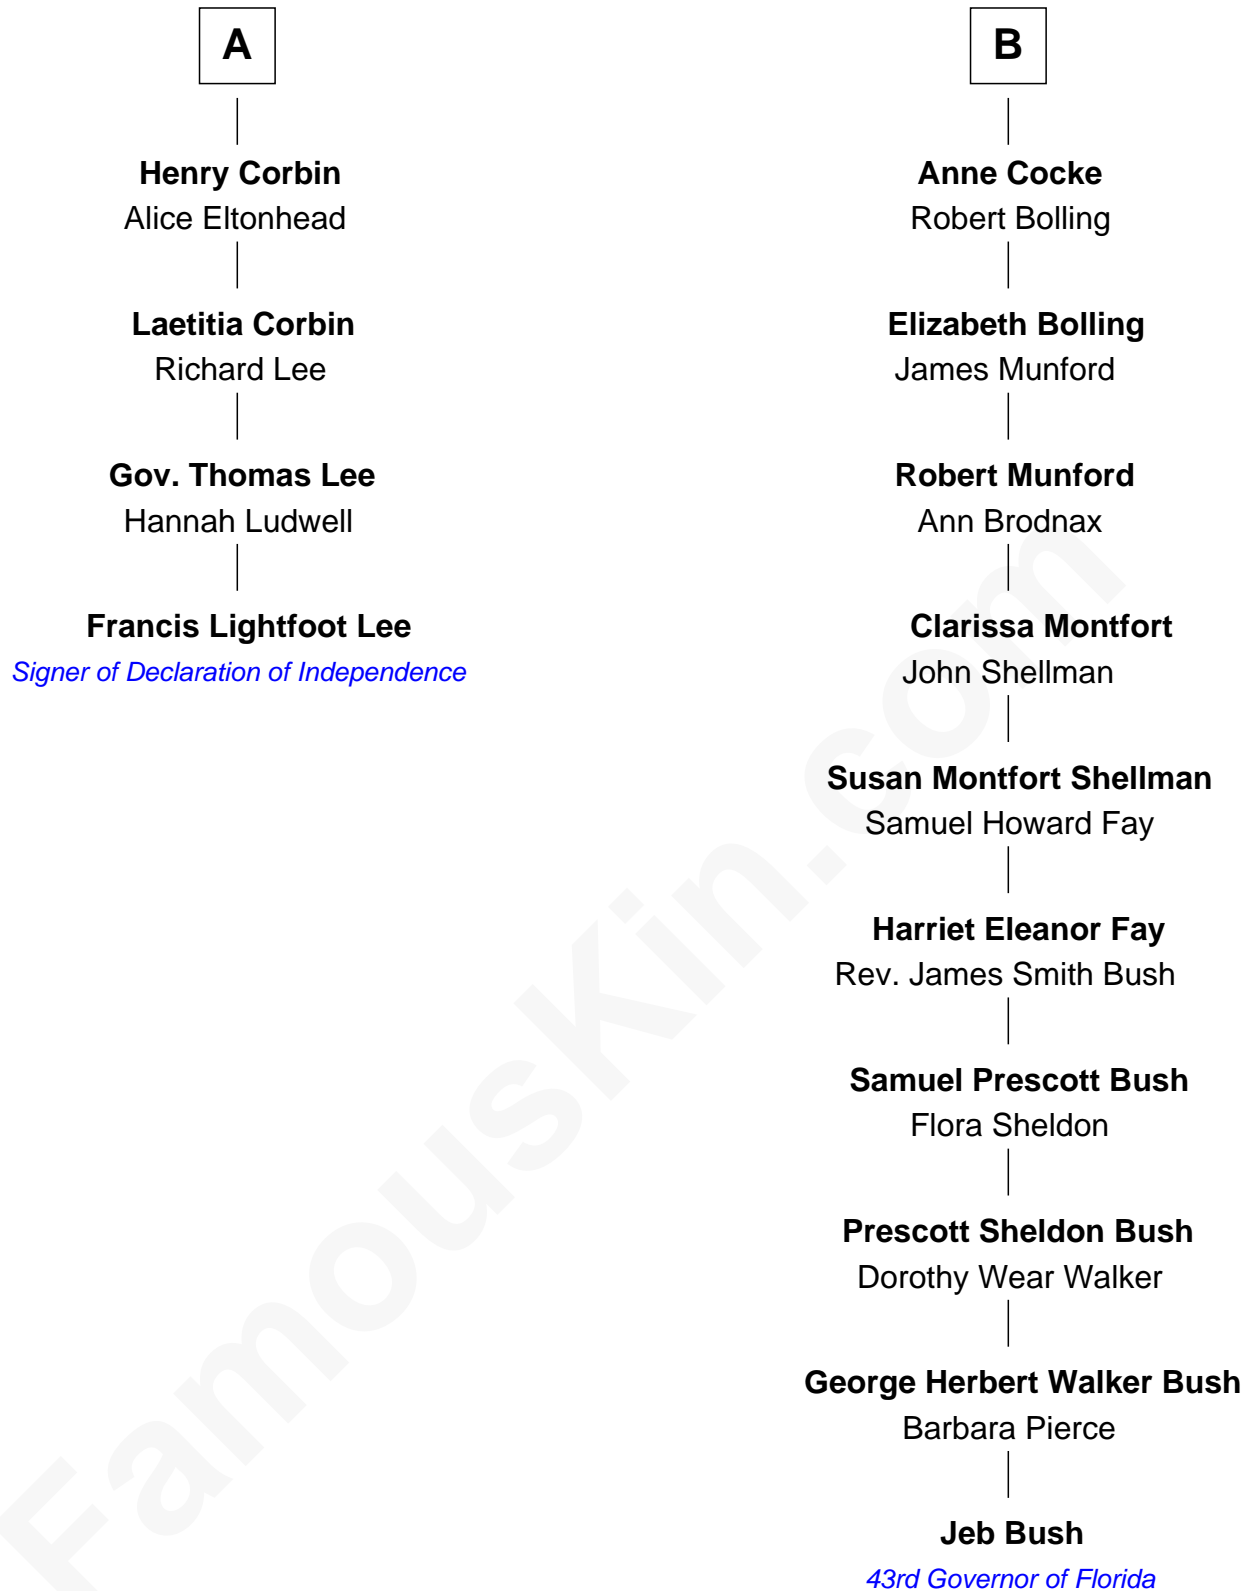 A
Henry Corbin
Alice Eltonhead
Laetitia Corbin
Richard Lee
Gov. Thomas Lee
Hannah Ludwell
Francis Lightfoot Lee
Signer of Declaration of Independence
B
Anne Cocke
Robert Bolling
Elizabeth Bolling
James Munford
Robert Munford
Ann Brodnax
Clarissa Montfort
John Shellman
Susan Montfort Shellman
Samuel Howard Fay
Harriet Eleanor Fay
Rev. James Smith Bush
Samuel Prescott Bush
Flora Sheldon
Prescott Sheldon Bush
Dorothy Wear Walker
George Herbert Walker Bush
Barbara Pierce
Jeb Bush
43rd Governor of Florida
FamousKin.com